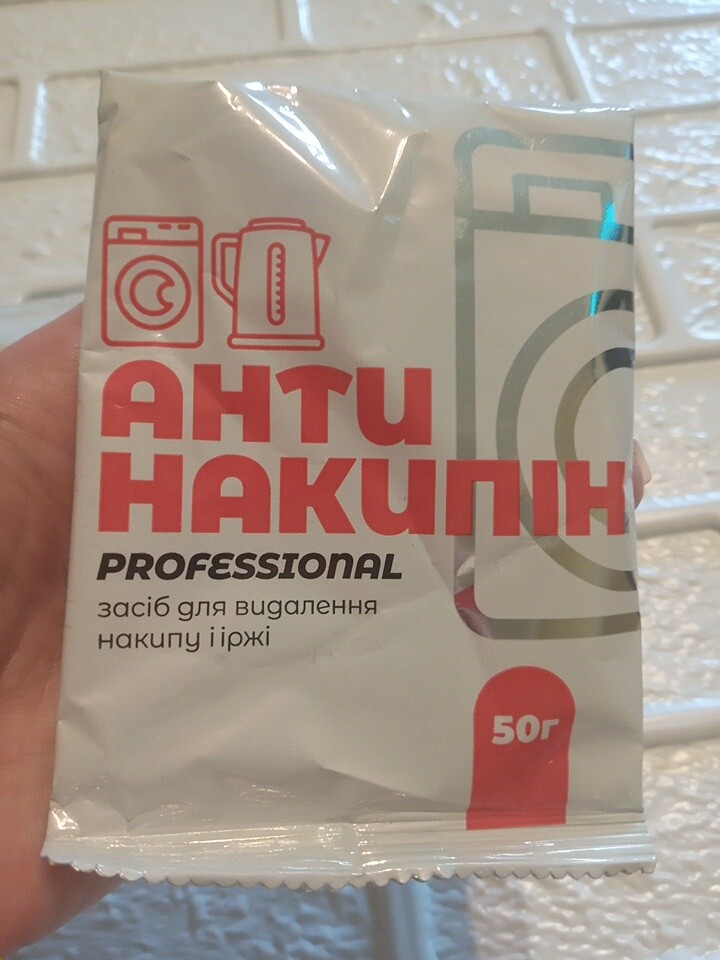 АНТИ
НАКИПІН
PROFESSIONAL
засіб для видалення
накипу і іржі
50г